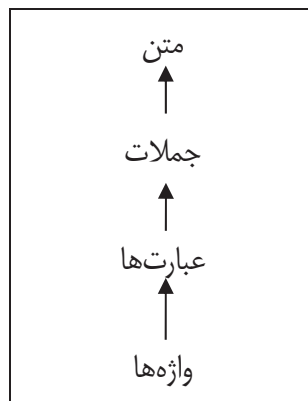 متن
جملات
عبارت‌ها
واژه‌ها